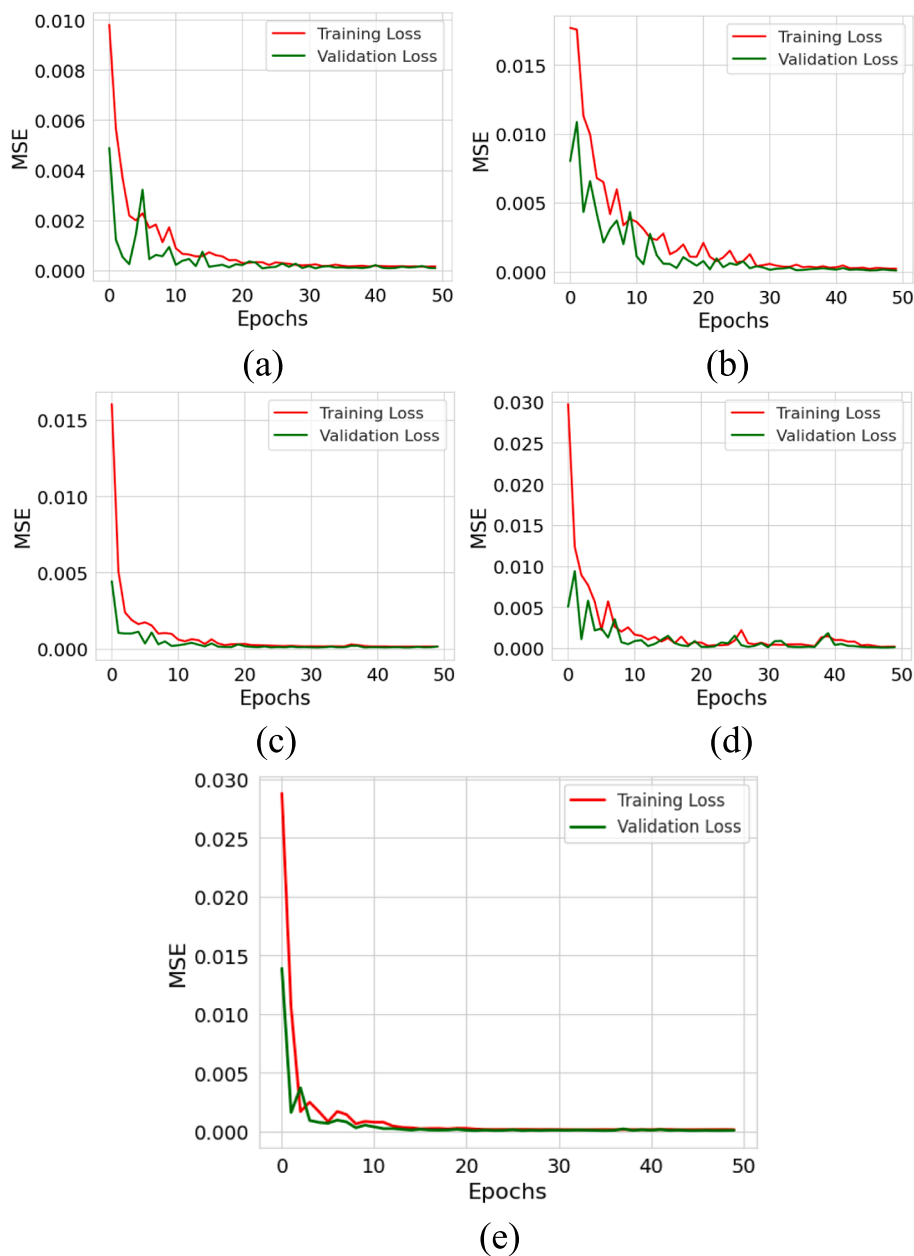 0.010
0.008
0.006
0.004
0.002
0.000
MSE
Training Loss
Validation Loss
0 10 20 30 40 50
Epochs
(a)
0.015
0.010
0.005
0.000
MSE
Training Loss
Validation Loss
0 10 20 30 40 50
Epochs
(b)
0.015
0.010
0.005
0.000
MSE
Training Loss
Validation Loss
0 10 20 30 40 50
Epochs
(c)
0.030
0.025
0.020
0.015
0.010
0.005
0.000
MSE
Training Loss
Validation Loss
0 10 20 30 40 50
Epochs
(d)
0.030
0.025
0.020
0.015
0.010
0.005
0.000
MSE
Training Loss
Validation Loss
0 10 20 30 40 50
Epochs
(e)